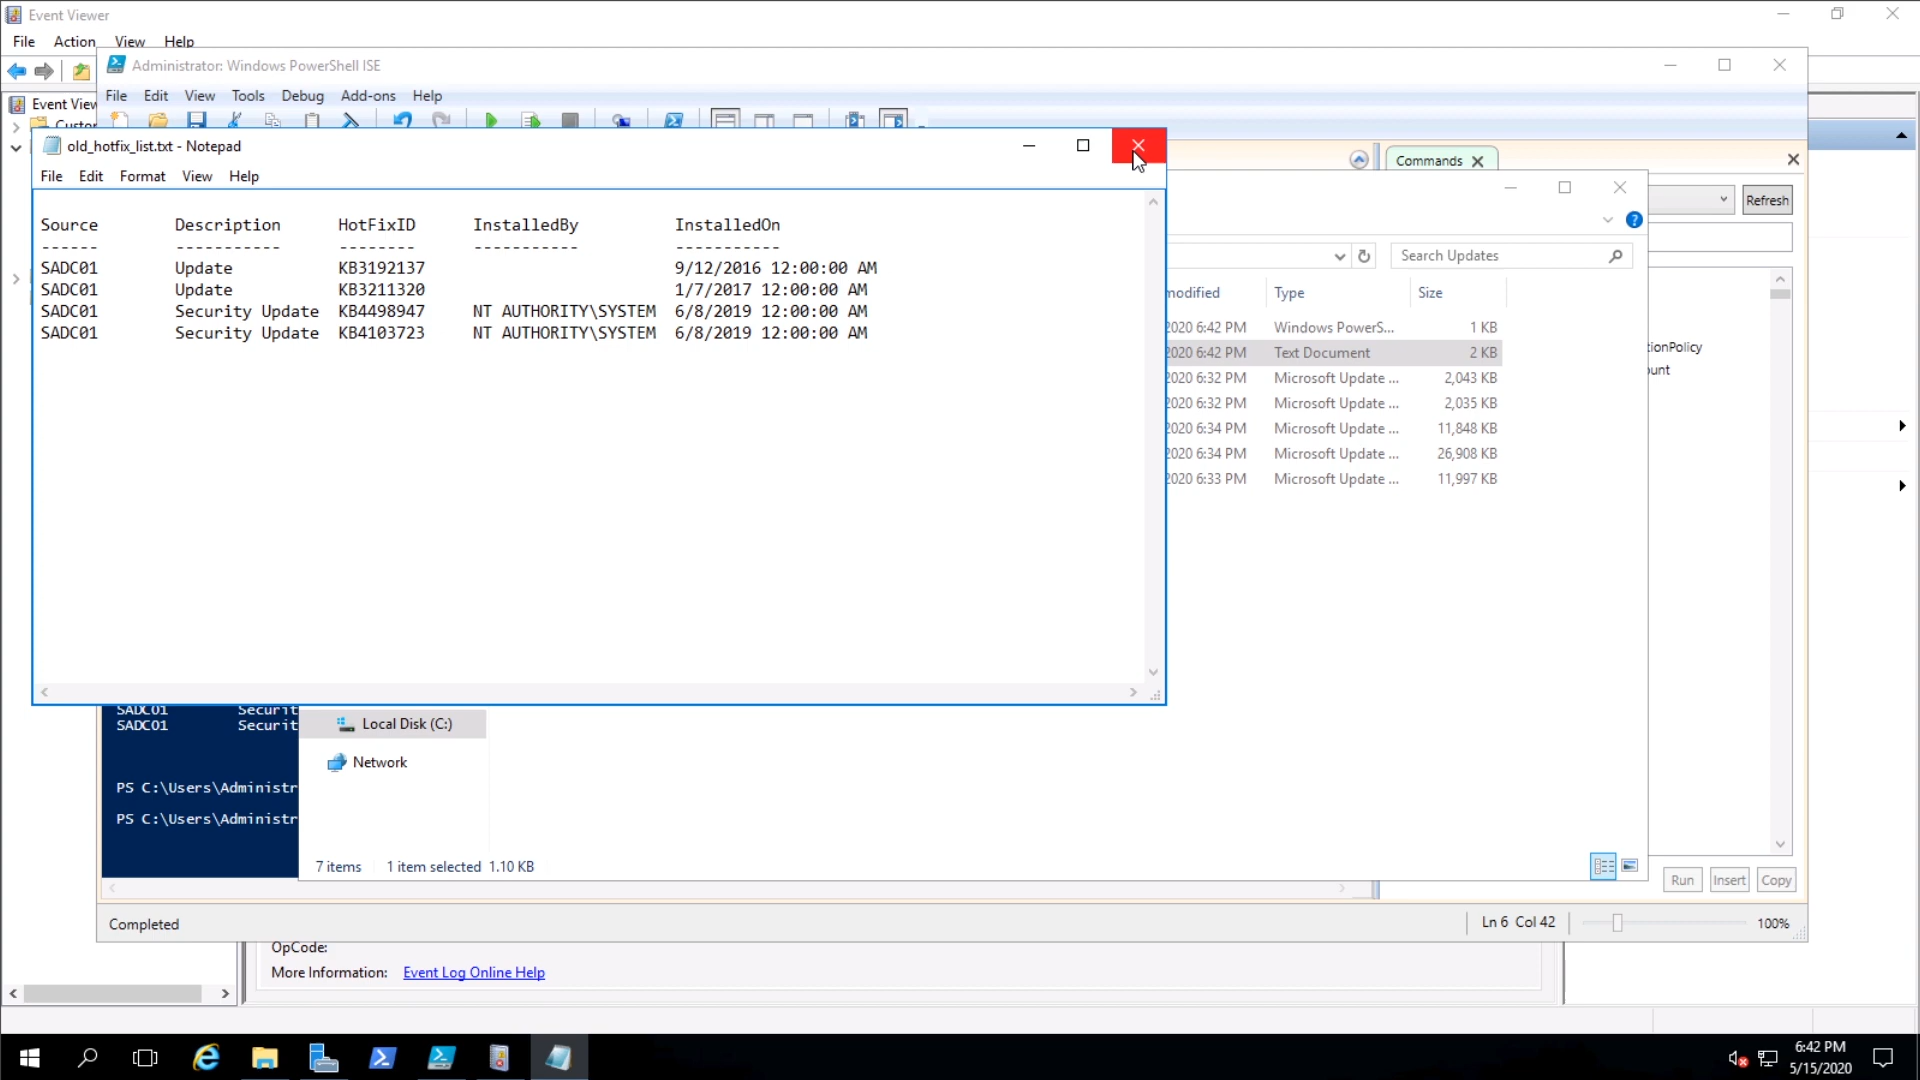 Event Viewer
File Action View Help
Administrator: Windows PowerShell ISE
File Edit View Tools Debug Add-ons Help
Event View
Custon
old_hotfix_list.txt - Notepad
File Edit Format View Help
Source Description HotFixID InstalledBy InstalledOn
------ ----------- -------- ----------- -----------
SADC01 Update KB3192137 9/12/2016 12:00:00 AM
SADC01 Update KB3211320 1/7/2017 12:00:00 AM
SADC01 Security Update KB4498947 NT AUTHORITY\SYSTEM 6/8/2019 12:00:00 AM
SADC01 Security Update KB4103723 NT AUTHORITY\SYSTEM 6/8/2019 12:00:00 AM
Commands
Refresh
Search Updates
modified Type Size
2020 6:42 PM Windows PowerS... 1 KB
2020 6:42 PM Text Document 2 KB
2020 6:32 PM Microsoft Update ... 2,043 KB
2020 6:32 PM Microsoft Update ... 2,035 KB
2020 6:34 PM Microsoft Update ... 11,848 KB
2020 6:34 PM Microsoft Update ... 26,908 KB
2020 6:33 PM Microsoft Update ... 11,997 KB
tionPolicy
unt
SADC01 Securit
SADC01 Securit
PS C:\Users\Administr
PS C:\Users\Administr
Local Disk (C:)
Network
7 items 1 item selected 1.10 KB
Run Insert Copy
Completed
Ln 6 Col 42
100%
OpCode:
More Information: Event Log Online Help
6:42 PM
5/15/2020